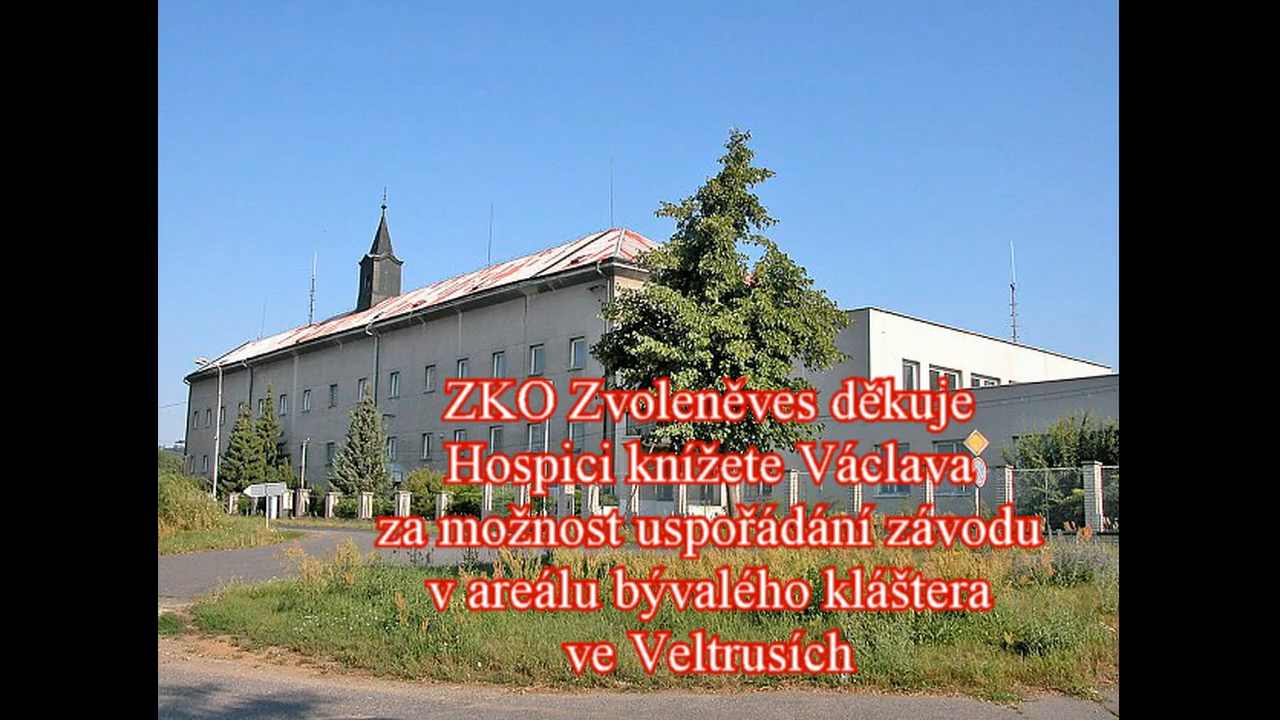 ZKO Zvoleněves děkuje
Hospici knížete Václava
za možnost uspořádání závodu
v areálu bývalého kláštera
ve Veltrusích